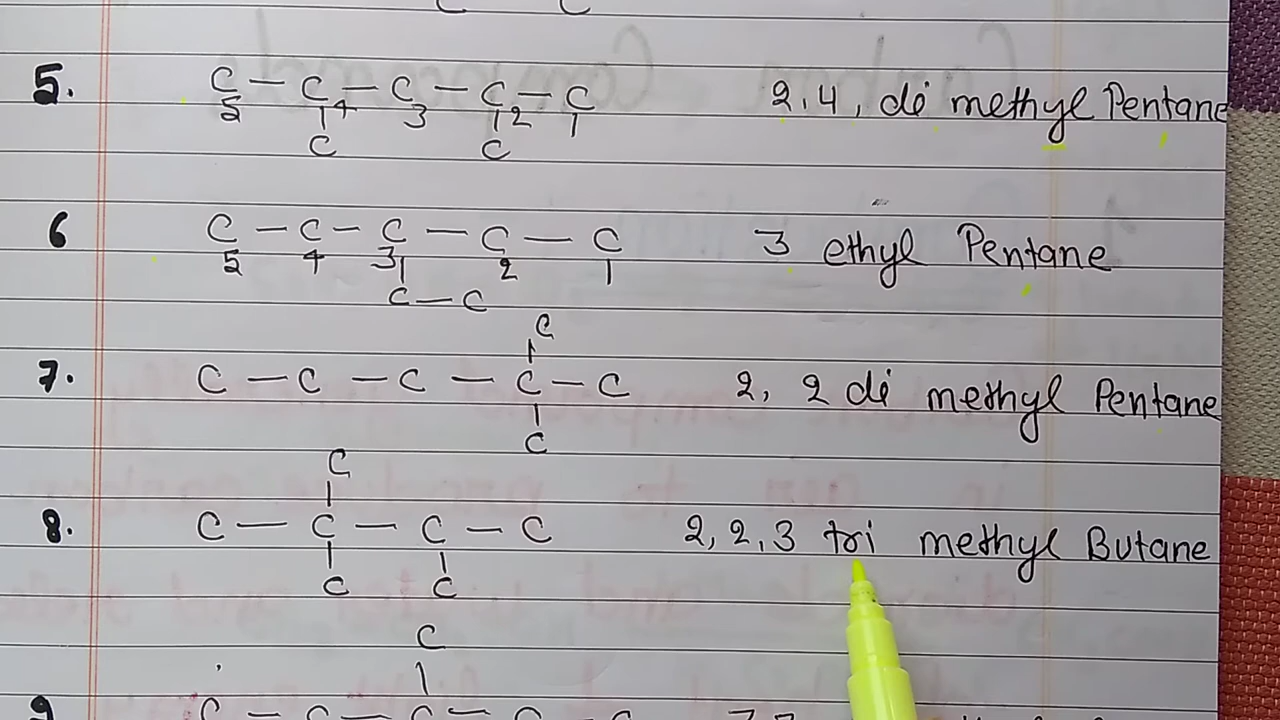 C C
5. C – C – C – C – C 2,4, di methyl Pentane
5 4 3 2 1
C C
6 C – C – C – C – C 3 ethyl Pentane
5 4 3 2 1
C – C
C
7. C – C – C – C – C 2, 2 di methyl Pentane
C
C
8. C – C – C – C 2,2,3 tri methyl Butane
C C
C
9 C – C – C – C – C